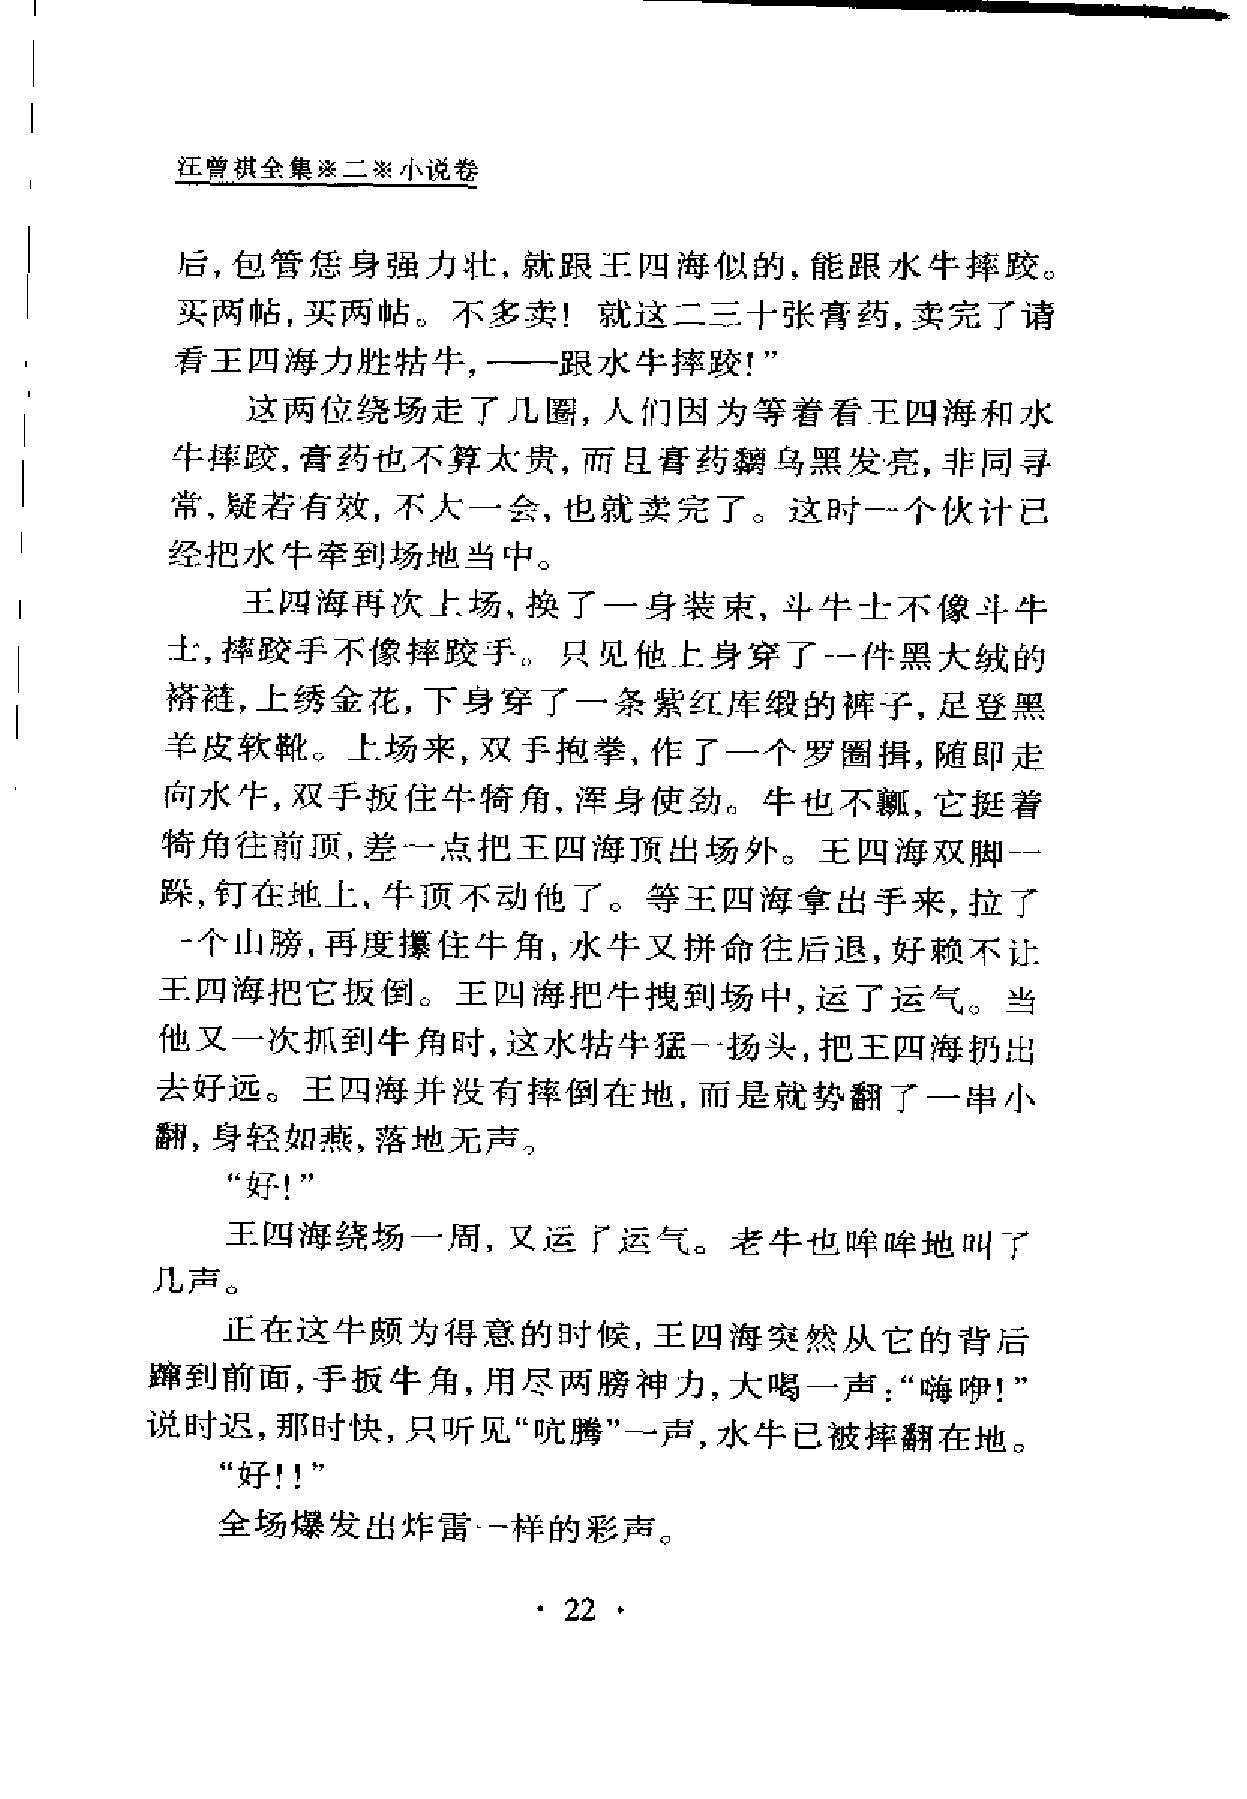 汪曾祺全集※二※小说卷
后,包管恁身强力壮,就跟王四海似的,能跟水牛摔跤。
买两帖,买两帖。不多卖! 就这二三十张膏药,卖完了请
看王四海力胜牯牛,——跟水牛摔跤!”
这两位绕场走了几圈,人们因为等着看王四海和水
牛摔跤,膏药也不算太贵,而且膏药黐乌黑发亮,非同寻
常,疑若有效,不大一会,也就卖完了。这时一个伙计已
经把水牛牵到场地当中。
王四海再次上场,换了一身装束,斗牛士不像斗牛
士,摔跤手不像摔跤手。只见他上身穿了一件黑大绒的
褡裢,上绣金花,下身穿了一条紫红库缎的裤子,足登黑
羊皮软靴。上场来,双手抱拳,作了一个罗圈揖,随即走
向水牛,双手扳住牛犄角,浑身使劲。牛也不瓤,它挺着
犄角往前顶,差一点把王四海顶出场外。王四海双脚一
跺,钉在地上,牛顶不动他了。等王四海拿出手来,拉了
一个山膀,再度攥住牛角,水牛又拼命往后退,好赖不让
王四海把它扳倒。王四海把牛拽到场中,运了运气。当
他又一次抓到牛角时,这水牯牛猛一扬头,把王四海扔出
去好远。王四海并没有摔倒在地,而是就势翻了一串小
翻,身轻如燕,落地无声。
“好!”
王四海绕场一周,又运了运气。老牛也哞哞地叫了
几声。
正在这牛颇为得意的时候,王四海突然从它的背后
蹿到前面,手扳牛角,用尽两膀神力,大喝一声:“嗨咿!”
说时迟,那时快,只听见“吭腾”一声,水牛已被摔翻在地。
“好!!”
全场爆发出炸雷一样的彩声。
· 22 ·